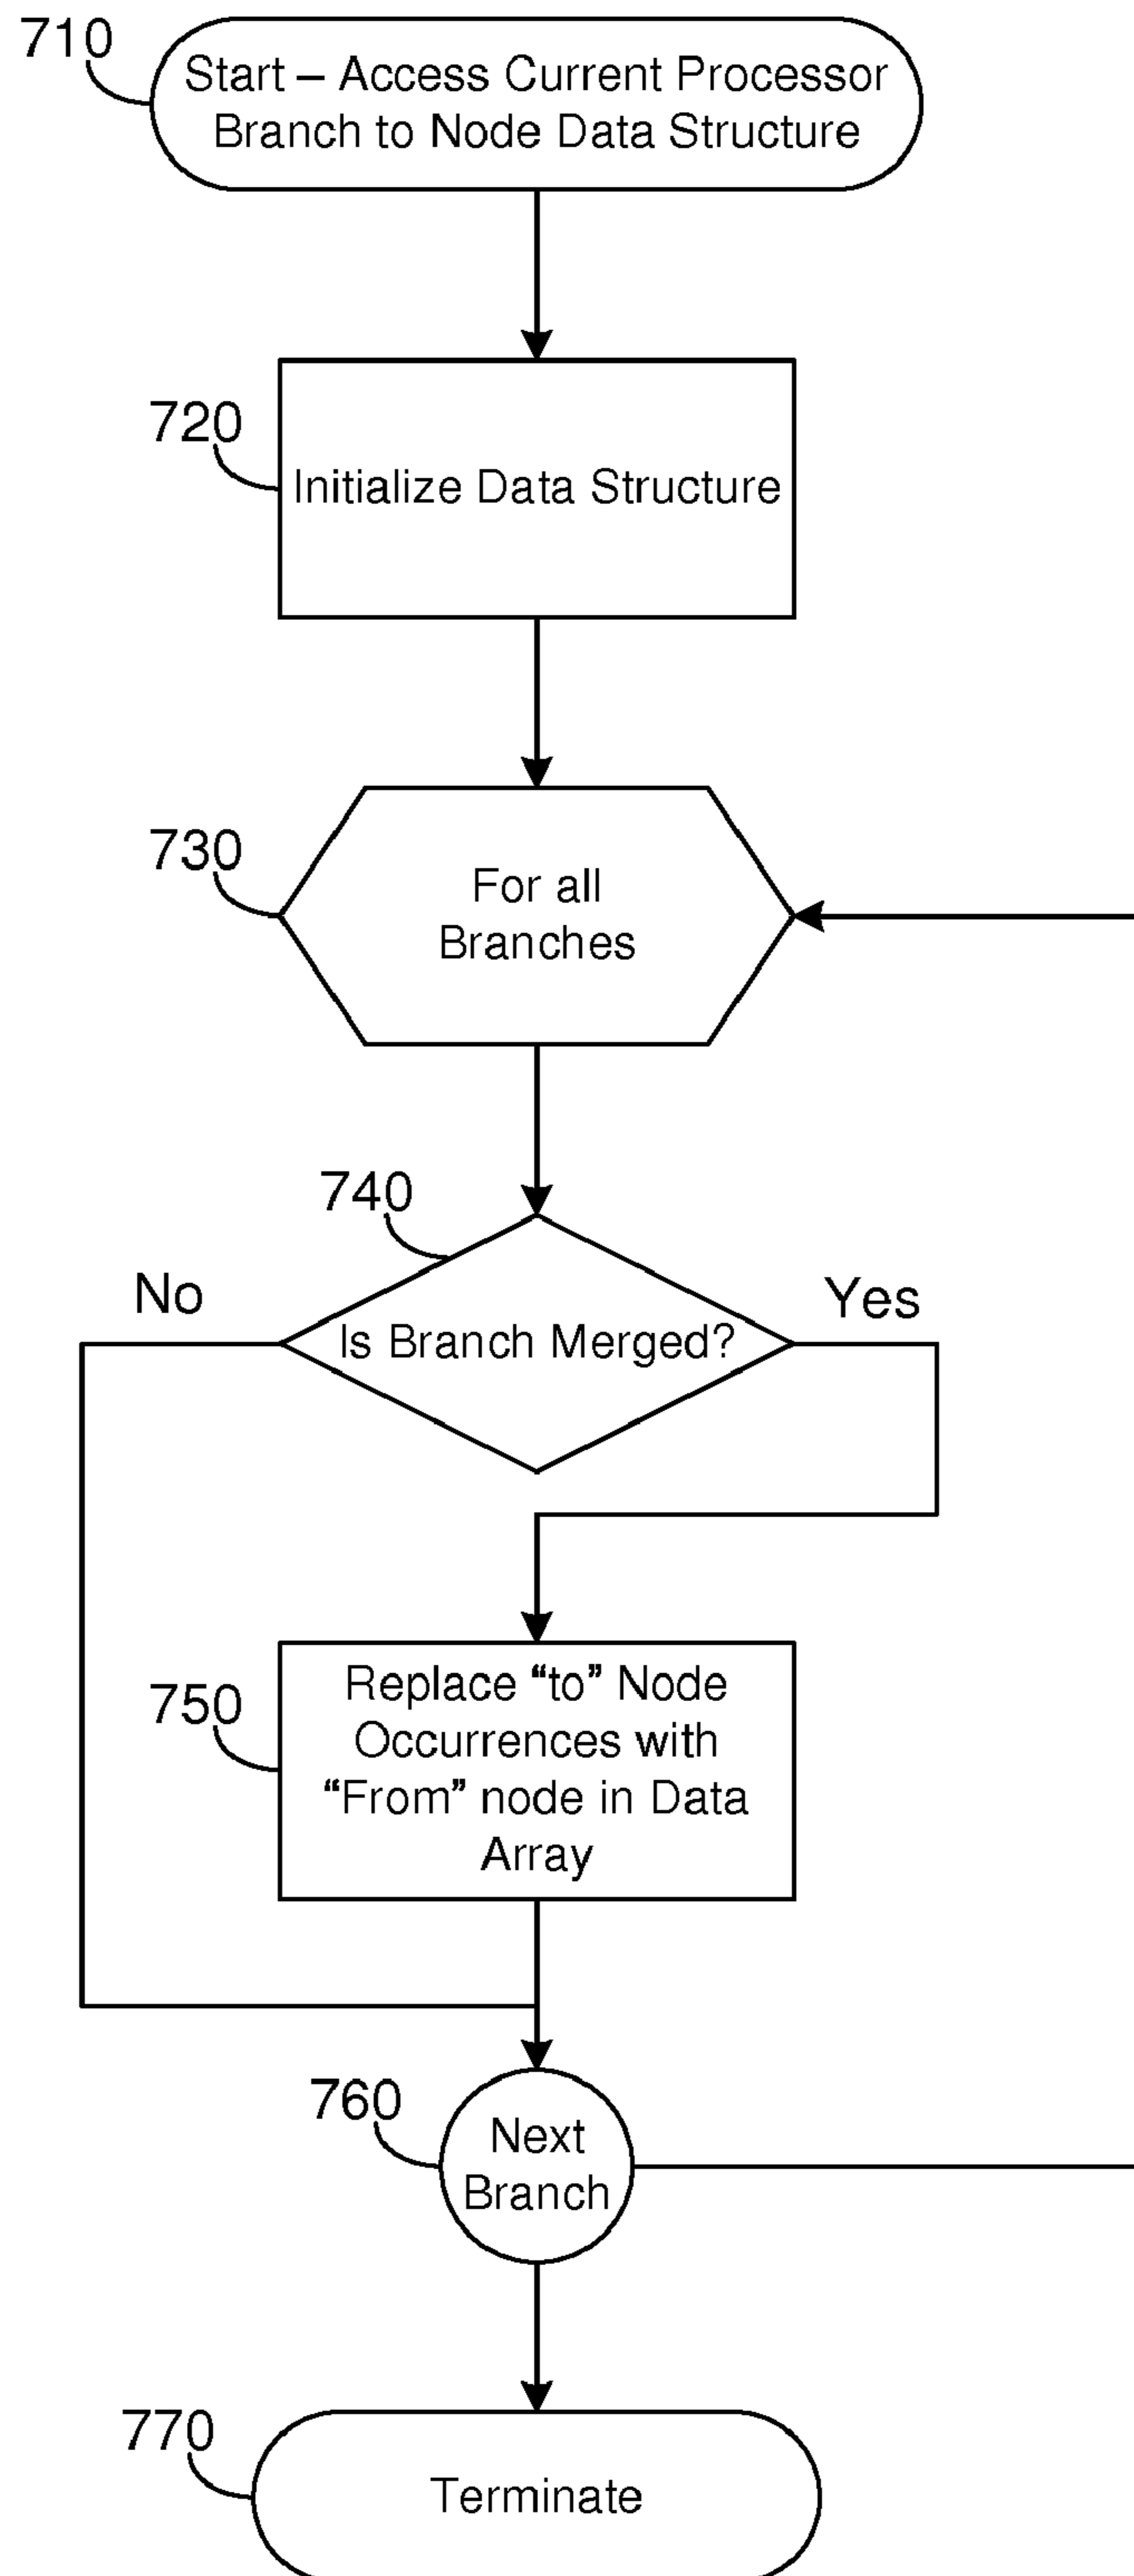 710
Start – Access Current Processor
Branch to Node Data Structure
720
Initialize Data Structure
730
For all
Branches
740
No
Yes
Is Branch Merged?
750
Replace “to” Node
Occurrences with
“From” node in Data
Array
760
Next
Branch
770
Terminate